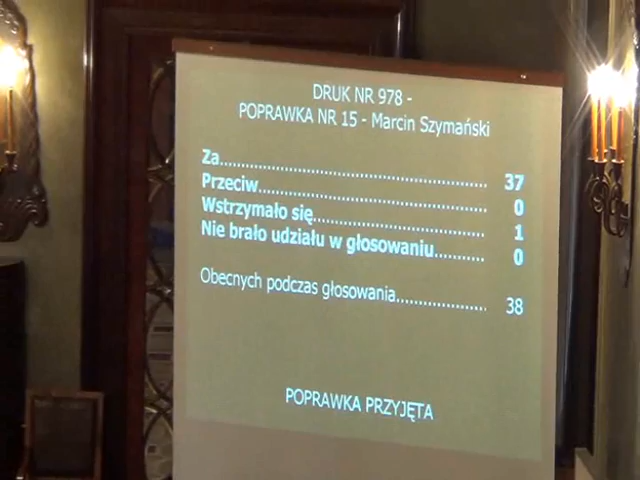 DRUK NR 978 -
POPRAWKA NR 15 - Marcin Szymański
Za.................................................... 37
Przeciw............................................ 0
Wstrzymało się................................ 1
Nie brało udziału w głosowaniu.......... 0
Obecnych podczas głosowania.................. 38
POPRAWKA PRZYJĘTA